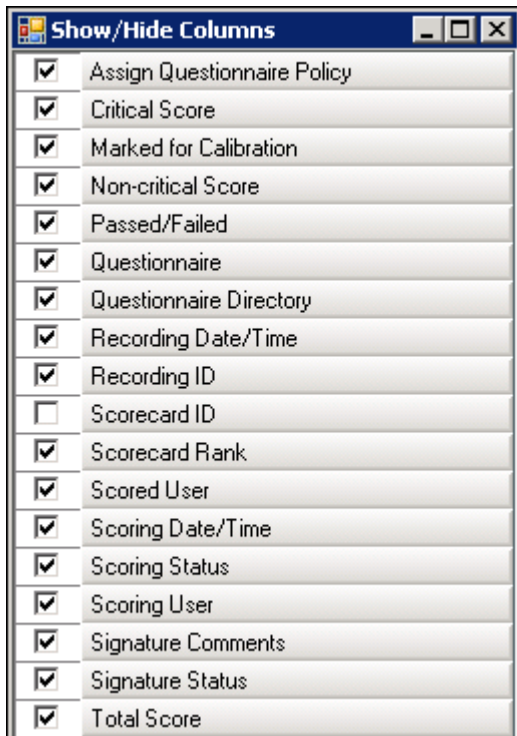 Show/Hide Columns
Assign Questionnaire Policy
Critical Score
Marked for Calibration
Non-critical Score
Passed/Failed
Questionnaire
Questionnaire Directory
Recording Date/Time
Recording ID
Scorecard ID
Scorecard Rank
Scored User
Scoring Date/Time
Scoring Status
Scoring User
Signature Comments
Signature Status
Total Score